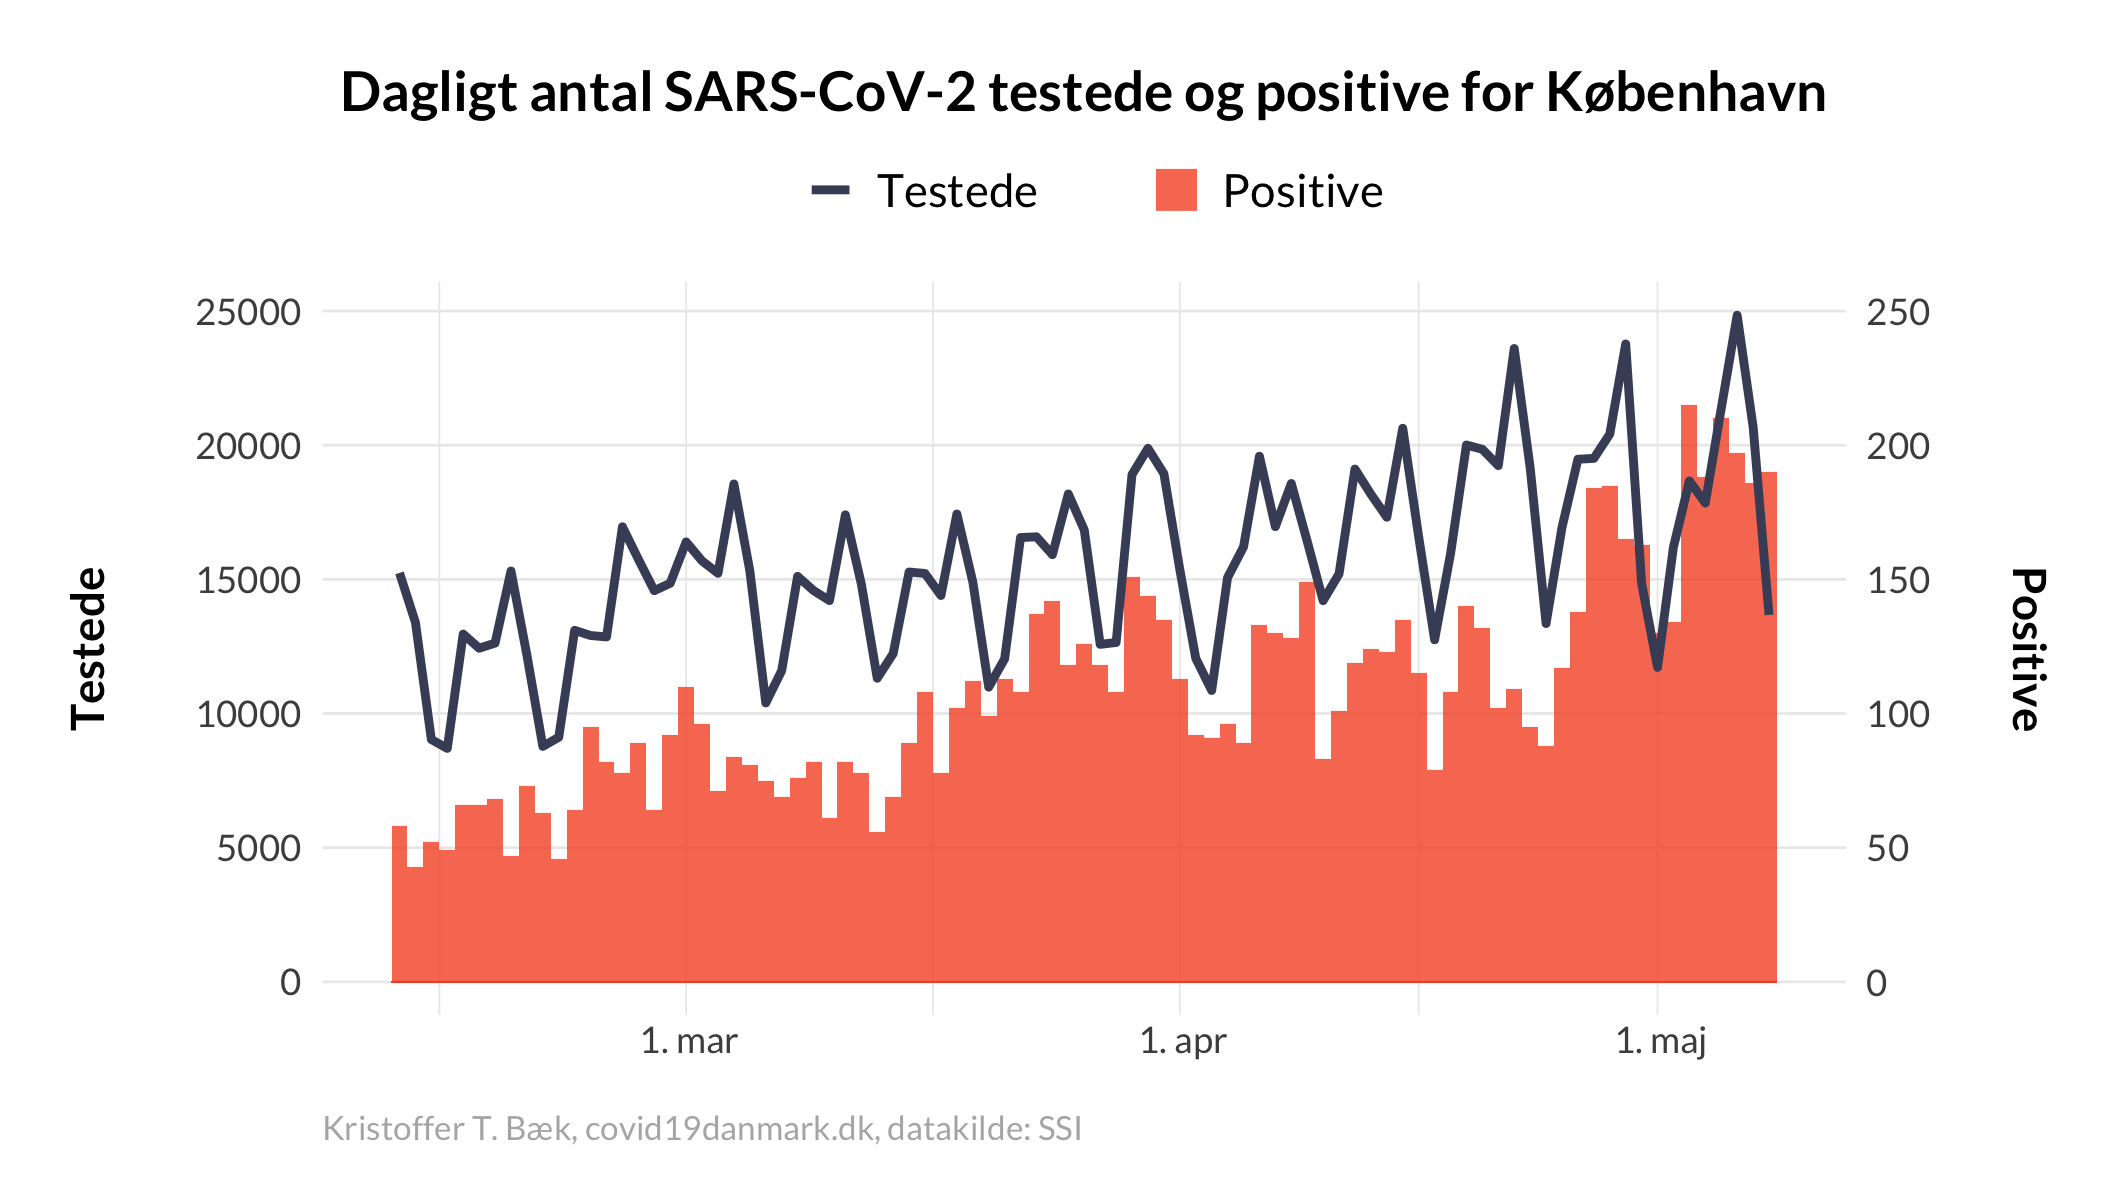 Dagligt antal SARS-CoV-2 testede og positive for København
Testede
Positive
25000
20000
15000
10000
5000
0
Testede
250
200
150
100
50
0
Positive
1. mar
1. apr
1. maj
Kristoffer T. Bæk, covid19danmark.dk, datakilde: SSI